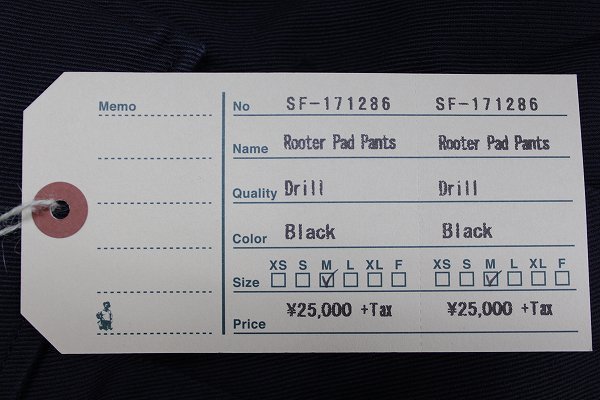 Memo
No SF-171286 SF-171286
Name Rooter Pad Pants Rooter Pad Pants
Quality Drill Drill
Color Black Black
XS S M L XL F XS S M L XL F
Size
Price ¥25,000 +Tax ¥25,000 +Tax